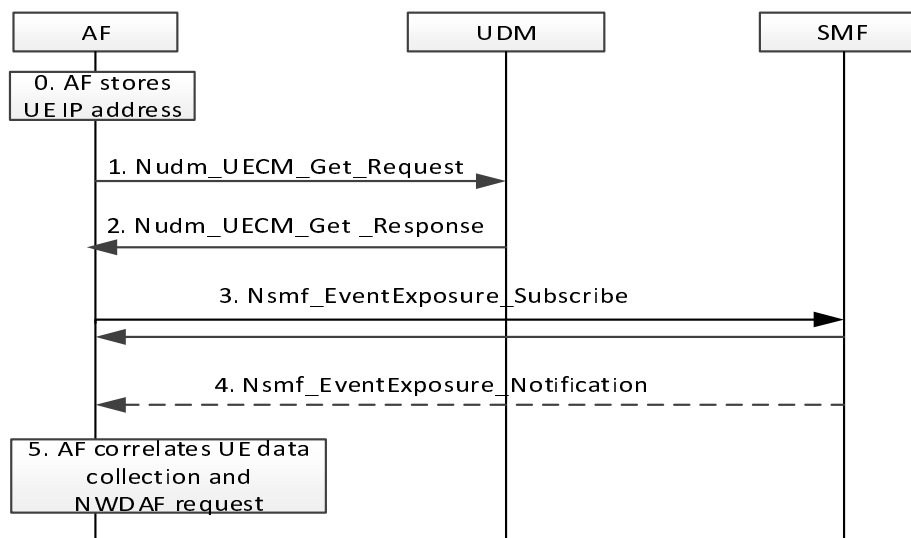 AF
UDM
SMF
0. AF stores
UE IP address
1. Nudm_UECM_Get_Request
2. Nudm_UECM_Get _Response
3. Nsmf_EventExposure_Subscribe
4. Nsmf_EventExposure_Notification
5. AF correlates UE data
collection and
NWDAF request